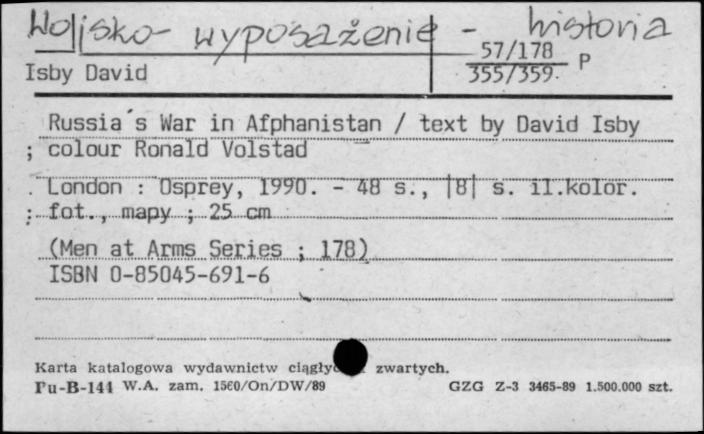 Wojsko - wyposażenie - historia
57/178
Isby David
355/359. P
Russia´s War in Afphanistan / text by David Isby
; colour Ronald Volstad
. London : Osprey, 1990. - 48 s., |8| s. il.kolor.
: fot., mapy ; 25 cm
(Men at Arms Series ; 178)
ISBN 0-85045-691-6
Karta katalogowa wydawnictw zwartych.
Pu-B-144 W.A. zam. 1560/On/DW/89 GZG Z-3 3465-89 1.500.000 szt.